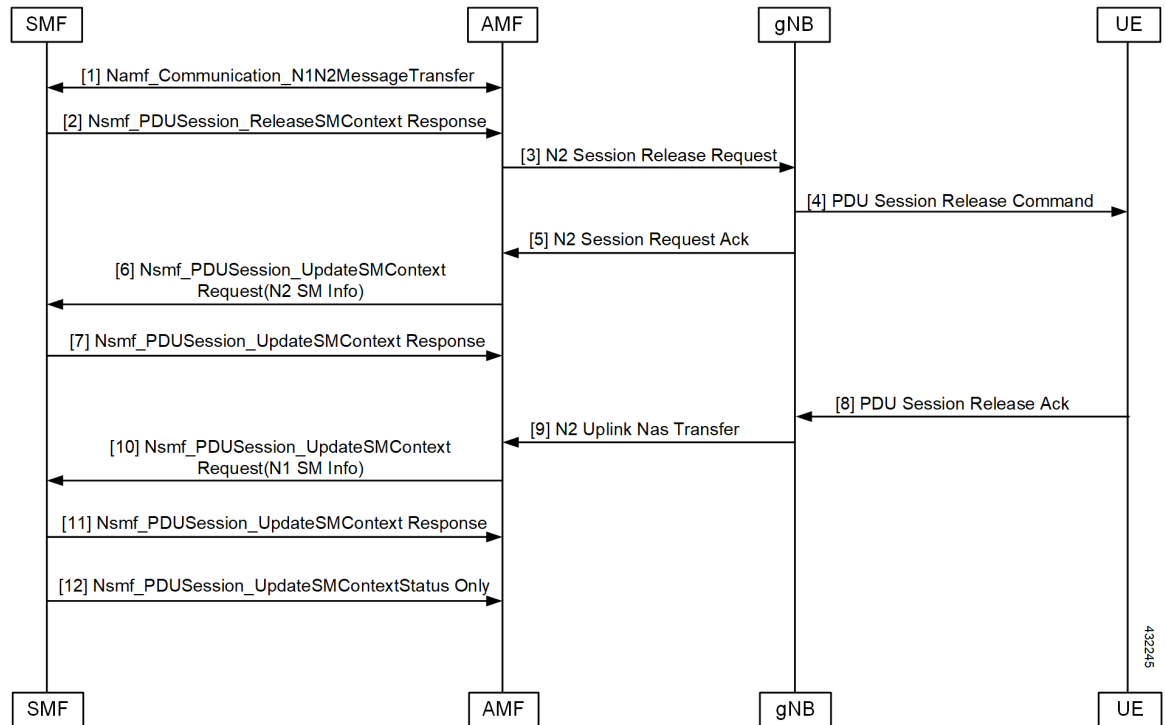 SMF
AMF
gNB
UE
[1] Namf_Communication_N1N2MessageTransfer
[2] Nsmf_PDUSession_ReleaseSMContext Response
[3] N2 Session Release Request
[4] PDU Session Release Command
[5] N2 Session Request Ack
[6] Nsmf_PDUSession_UpdateSMContext
Request(N2 SM Info)
[7] Nsmf_PDUSession_UpdateSMContext Response
[8] PDU Session Release Ack
[9] N2 Uplink Nas Transfer
[10] Nsmf_PDUSession_UpdateSMContext
Request(N1 SM Info)
[11] Nsmf_PDUSession_UpdateSMContext Response
[12] Nsmf_PDUSession_UpdateSMContextStatus Only
432245
SMF
AMF
gNB
UE